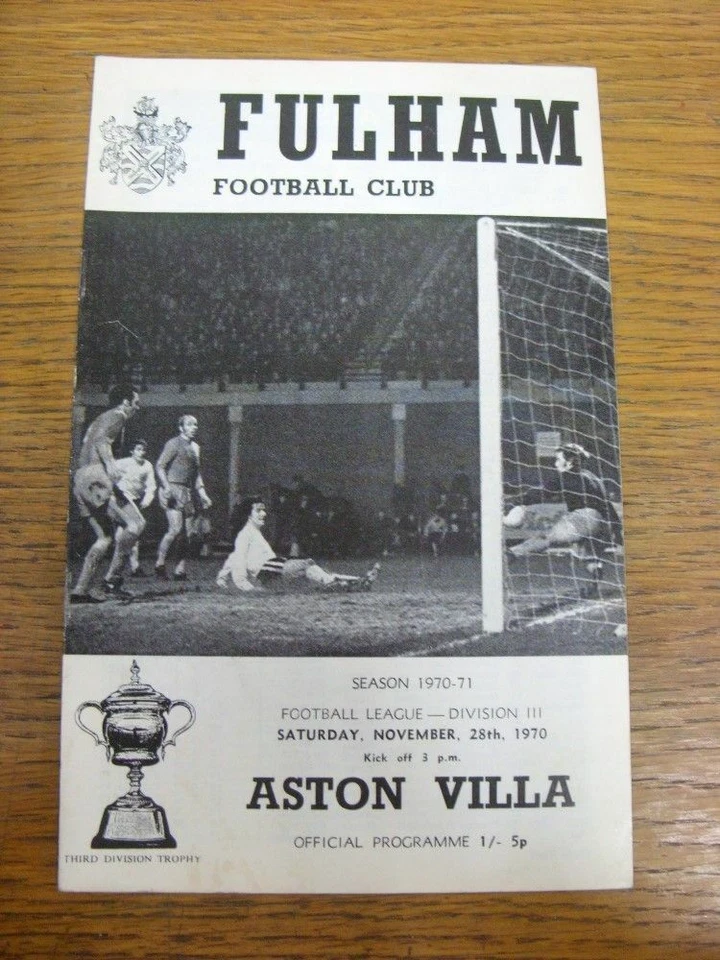 FULHAM
FOOTBALL CLUB
SEASON 1970-71
FOOTBALL LEAGUE — DIVISION III
SATURDAY, NOVEMBER, 28th, 1970
Kick off 3 p.m.
ASTON VILLA
OFFICIAL PROGRAMME 1/- 5p
THIRD DIVISION TROPHY